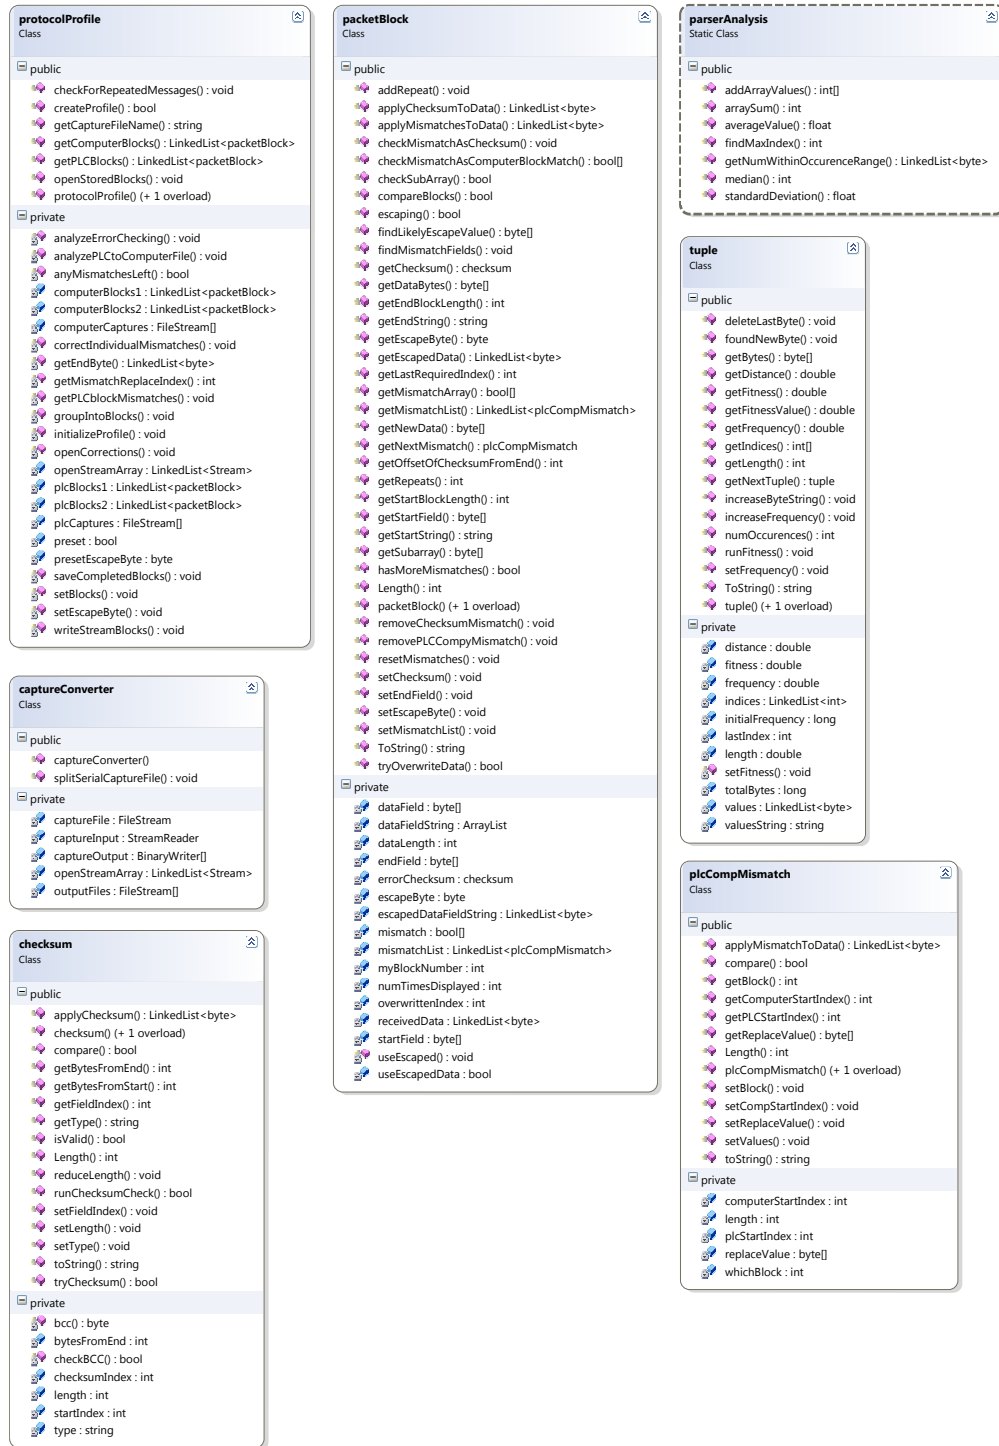 protocolProfile
Class
public
checkForRepeatedMessages() : void
createProfile() : bool
getCaptureFileName() : string
getComputerBlocks() : LinkedList<packetBlock>
getPLCBlocks() : LinkedList<packetBlock>
openStoredBlocks() : void
protocolProfile() (+ 1 overload)
private
analyzeErrorChecking() : void
analyzePLCtoComputerFile() : void
anyMismatchesLeft() : bool
computerBlocks1 : LinkedList<packetBlock>
computerBlocks2 : LinkedList<packetBlock>
computerCaptures : FileStream[]
correctIndividualMismatches() : void
getEndByte() : LinkedList<byte>
getMismatchReplaceIndex() : int
getPLCblockMismatches() : void
groupIntoBlocks() : void
initializeProfile() : void
openCorrections() : void
openStreamArray : LinkedList<Stream>
plcBlocks1 : LinkedList<packetBlock>
plcBlocks2 : LinkedList<packetBlock>
plcCaptures : FileStream[]
preset : bool
presetEscapeByte : byte
saveCompletedBlocks() : void
setBlocks() : void
setEscapeByte() : void
writeStreamBlocks() : void
captureConverter
Class
public
captureConverter()
splitSerialCaptureFile() : void
private
captureFile : FileStream
captureInput : StreamReader
captureOutput : BinaryWriter[]
openStreamArray : LinkedList<Stream>
outputFiles : FileStream[]
checksum
Class
public
applyChecksum() : LinkedList<byte>
checksum() (+ 1 overload)
compare() : bool
getBytesFromEnd() : int
getBytesFromStart() : int
getFieldIndex() : int
getType() : string
isValid() : bool
Length() : int
reduceLength() : void
runChecksumCheck() : bool
setFieldIndex() : void
setLength() : void
setType() : void
toString() : string
tryChecksum() : bool
private
bcc() : byte
bytesFromEnd : int
checkBCC() : bool
checksumIndex : int
length : int
startIndex : int
type : string
packetBlock
Class
public
addRepeat() : void
applyChecksumToData() : LinkedList<byte>
applyMismatchesToData() : LinkedList<byte>
checkMismatchAsChecksum() : void
checkMismatchAsComputerBlockMatch() : bool[]
checkSubArray() : bool
compareBlocks() : bool
escaping() : bool
findLikelyEscapeValue() : byte[]
findMismatchFields() : void
getChecksum() : checksum
getDataBytes() : byte[]
getEndBlockLength() : int
getEndString() : string
getEscapeByte() : byte
getEscapedData() : LinkedList<byte>
getLastRequiredIndex() : int
getMismatchArray() : bool[]
getMismatchList() : LinkedList<plcCompMismatch>
getNewData() : byte[]
getNextMismatch() : plcCompMismatch
getOffsetOfChecksumFromEnd() : int
getRepeats() : int
getStartBlockLength() : int
getStartField() : byte[]
getStartString() : string
getSubarray() : byte[]
hasMoreMismatches() : bool
Length() : int
packetBlock() (+ 1 overload)
removeChecksumMismatch() : void
removePLCCompyMismatch() : void
resetMismatches() : void
setChecksum() : void
setEndField() : void
setEscapeByte() : void
setMismatchList() : void
ToString() : string
tryOverwriteData() : bool
private
dataField : byte[]
dataFieldString : ArrayList
dataLength : int
endField : byte[]
errorChecksum : checksum
escapeByte : byte
escapedDataFieldString : LinkedList<byte>
mismatch : bool[]
mismatchList : LinkedList<plcCompMismatch>
myBlockNumber : int
numTimesDisplayed : int
overwrittenIndex : int
receivedData : LinkedList<byte>
startField : byte[]
useEscaped() : void
useEscapedData : bool
parserAnalysis
Static Class
public
addArrayValues() : int[]
arraySum() : int
averageValue() : float
findMaxIndex() : int
getNumWithinOccurenceRange() : LinkedList<byte>
median() : int
standardDeviation() : float
tuple
Class
public
deleteLastByte() : void
foundNewByte() : void
getBytes() : byte[]
getDistance() : double
getFitness() : double
getFitnessValue() : double
getFrequency() : double
getIndices() : int[]
getLength() : int
getNextTuple() : tuple
increaseByteString() : void
increaseFrequency() : void
numOccurences() : int
runFitness() : void
setFrequency() : void
ToString() : string
tuple() (+ 1 overload)
private
distance : double
fitness : double
frequency : double
indices : LinkedList<int>
initialFrequency : long
lastIndex : int
length : double
setFitness() : void
totalBytes : long
values : LinkedList<byte>
valuesString : string
plcCompMismatch
Class
public
applyMismatchToData() : LinkedList<byte>
compare() : bool
getBlock() : int
getComputerStartIndex() : int
getPLCStartIndex() : int
getReplaceValue() : byte[]
Length() : int
plcCompMismatch() (+ 1 overload)
setBlock() : void
setCompStartIndex() : void
setReplaceValue() : void
setValues() : void
toString() : string
private
computerStartIndex : int
length : int
plcStartIndex : int
replaceValue : byte[]
whichBlock : int